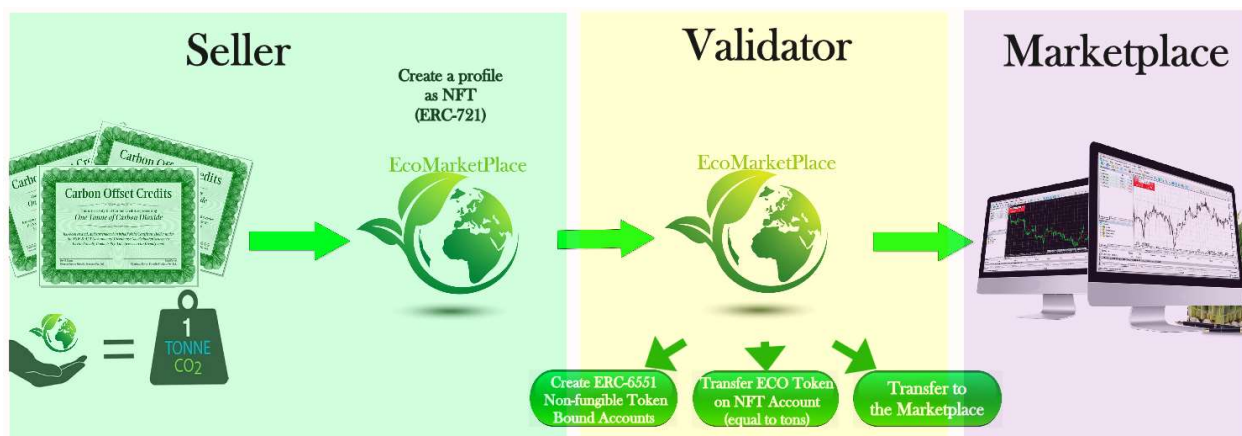 Seller
Validator
Marketplace
Create a profile
as NFT
(ERC-721)
EcoMarketPlace
EcoMarketPlace
Carbon Offset Credits
One Tonne of Carbon Dioxide
1
TONNE
CO2
=
Create ERC-6551
Non-fungible Token
Bound Accounts
Transfer ECO Token
on NFT Account
(equal to tons)
Transfer to
the Marketplace